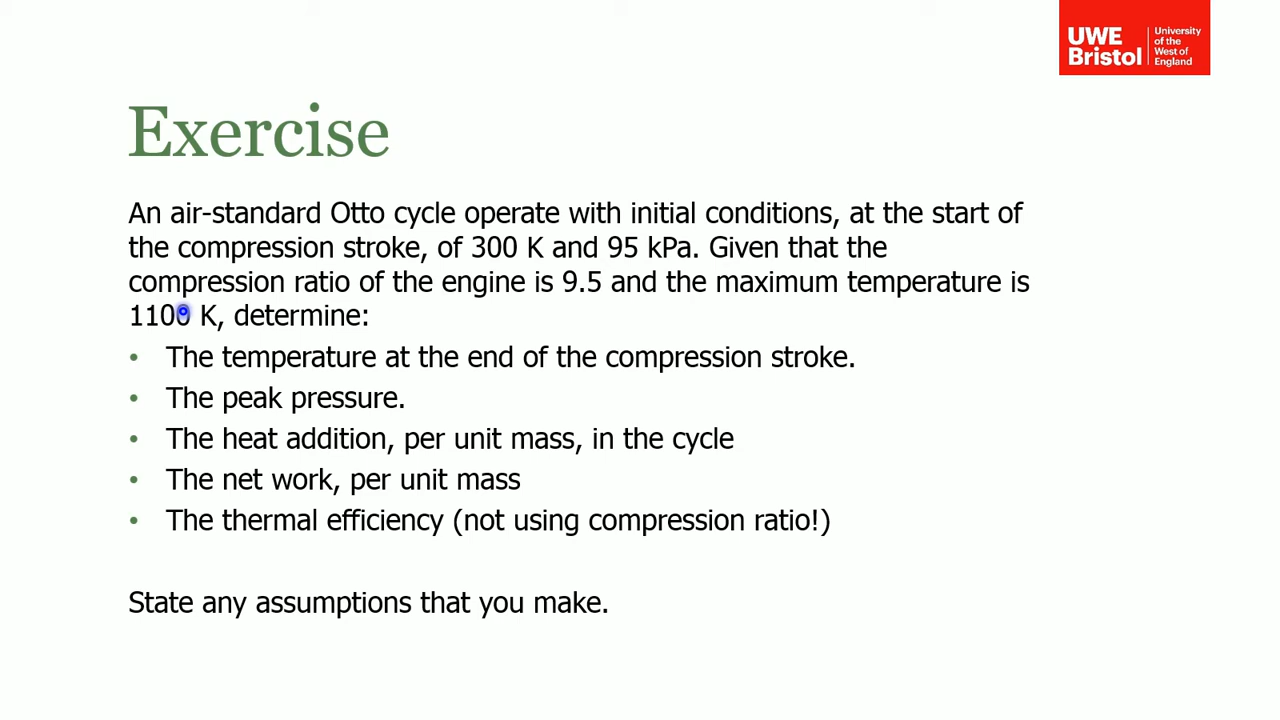 UWE
Bristol
University
of the
West of
England
Exercise
An air-standard Otto cycle operate with initial conditions, at the start of
the compression stroke, of 300 K and 95 kPa. Given that the
compression ratio of the engine is 9.5 and the maximum temperature is
1100 K, determine:
• The temperature at the end of the compression stroke.
• The peak pressure.
• The heat addition, per unit mass, in the cycle
• The net work, per unit mass
• The thermal efficiency (not using compression ratio!)
State any assumptions that you make.